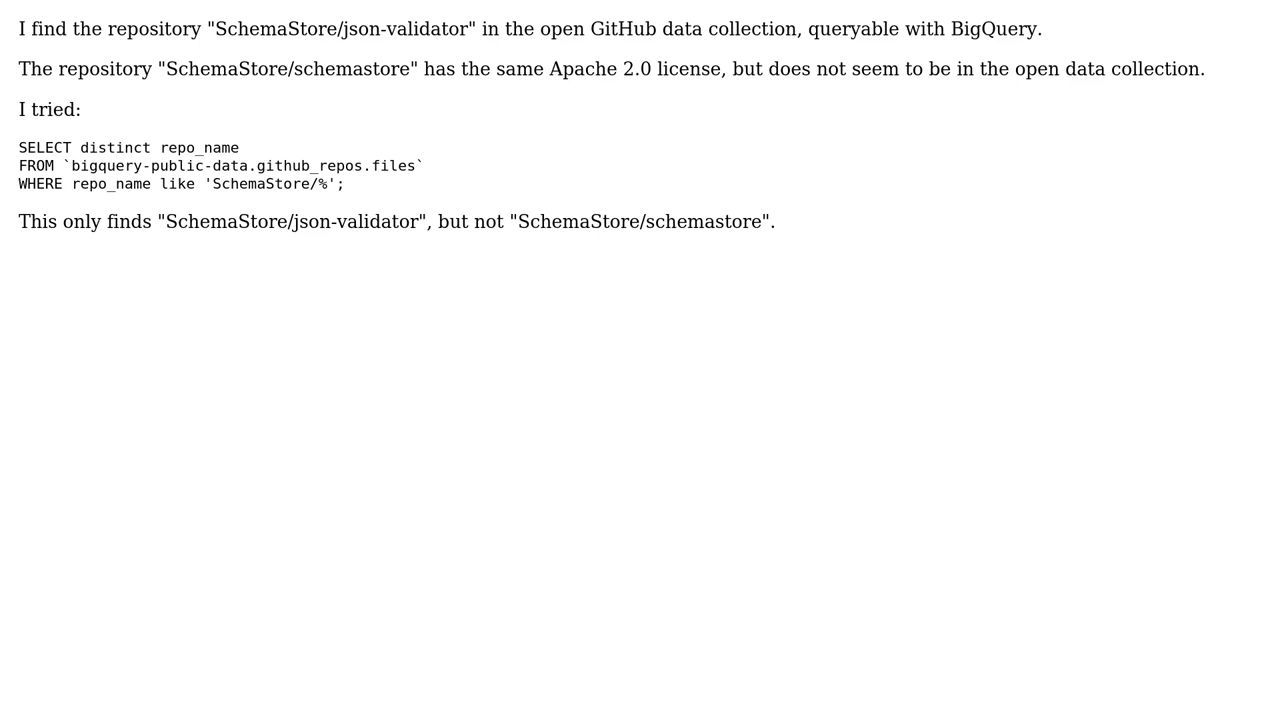 I find the repository "SchemaStore/json-validator" in the open GitHub data collection, queryable with BigQuery.
The repository "SchemaStore/schemastore" has the same Apache 2.0 license, but does not seem to be in the open data collection.
I tried:
SELECT distinct repo_name
FROM `bigquery-public-data.github_repos.files`
WHERE repo_name like 'SchemaStore/%';
This only finds "SchemaStore/json-validator", but not "SchemaStore/schemastore".